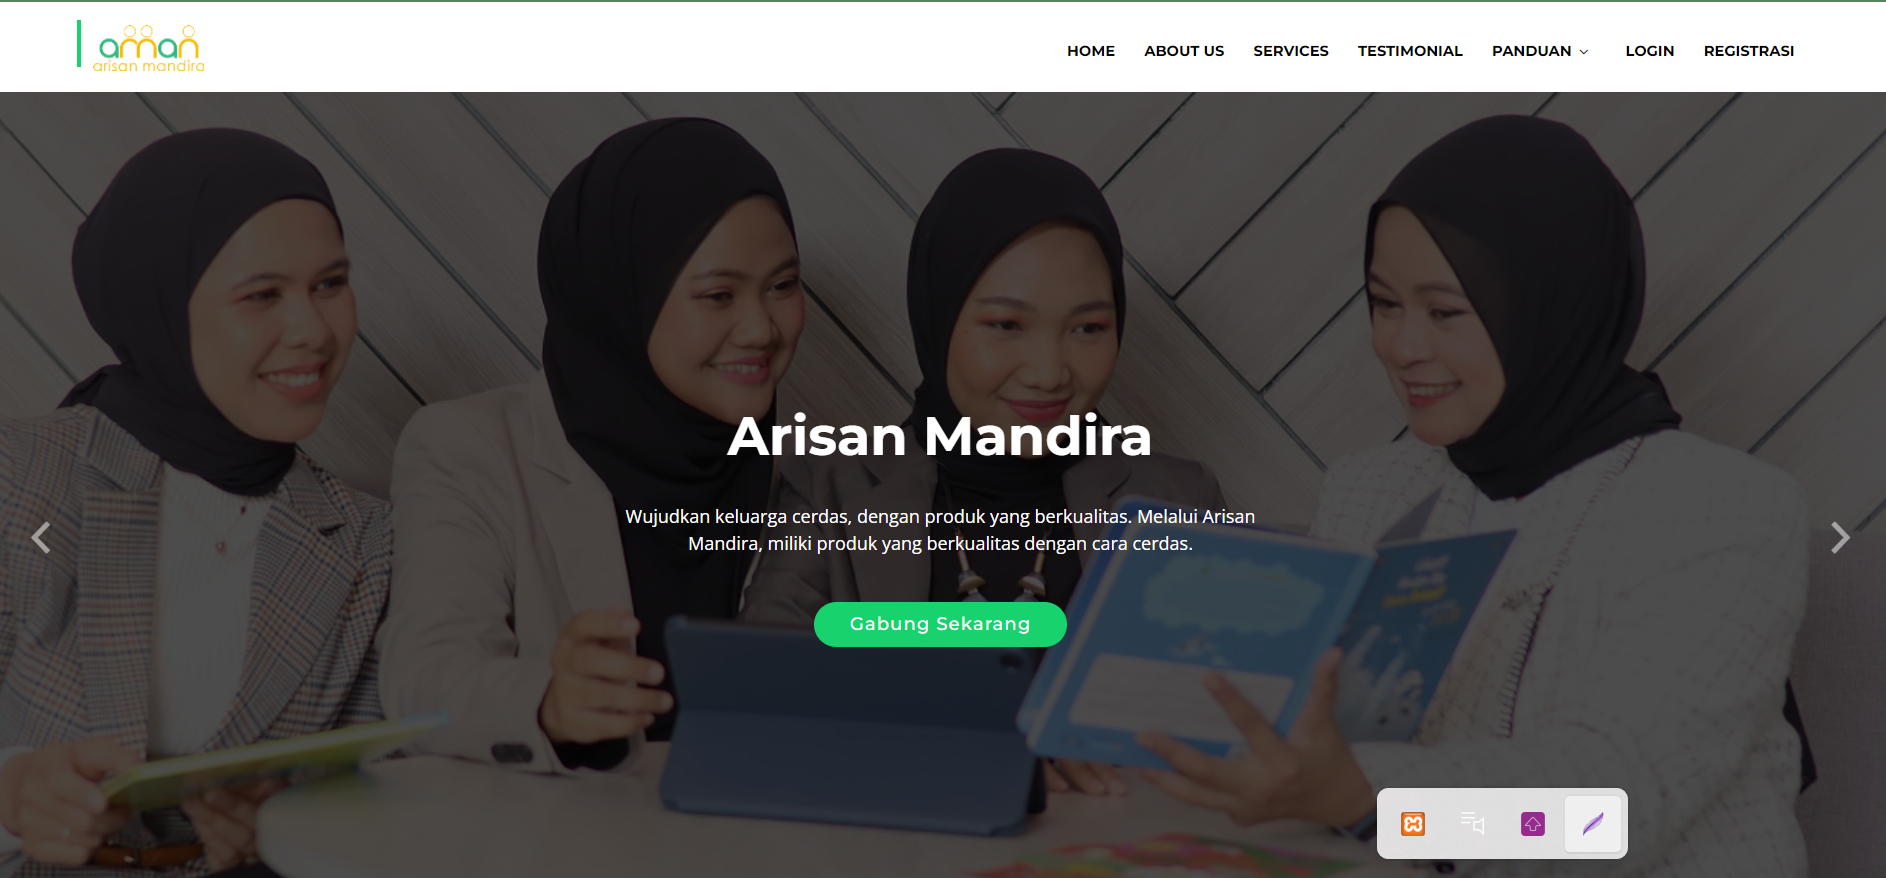 aman
arisan mandira
HOME ABOUT US SERVICES TESTIMONIAL PANDUAN LOGIN REGISTRASI
Arisan Mandira
Wujudkan keluarga cerdas, dengan produk yang berkualitas. Melalui Arisan
Mandira, miliki produk yang berkualitas dengan cara cerdas.
Gabung Sekarang